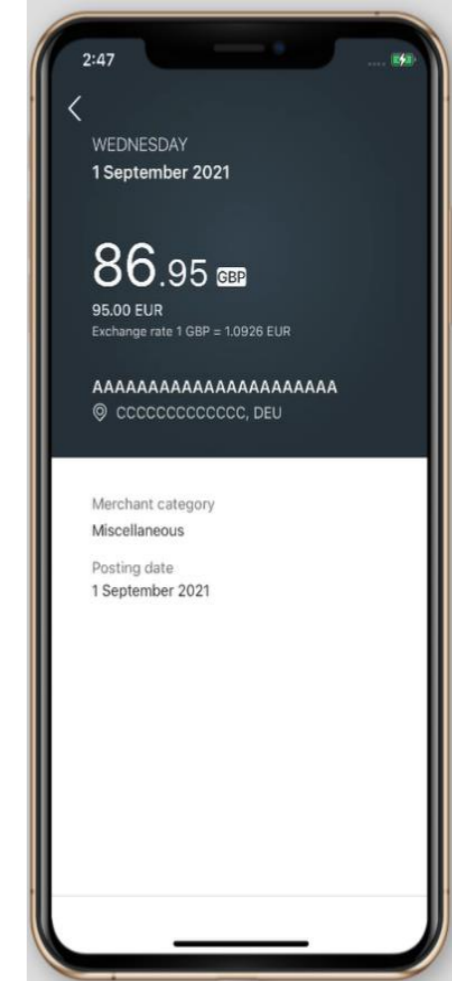 2:47
WEDNESDAY
1 September 2021
86.95 GBP
95.00 EUR
Exchange rate 1 GBP = 1.0926 EUR
AAAAAAAAAAAAAAAAAAAAAA
CCCCCCCCCCCCC, DEU
Merchant category
Miscellaneous
Posting date
1 September 2021